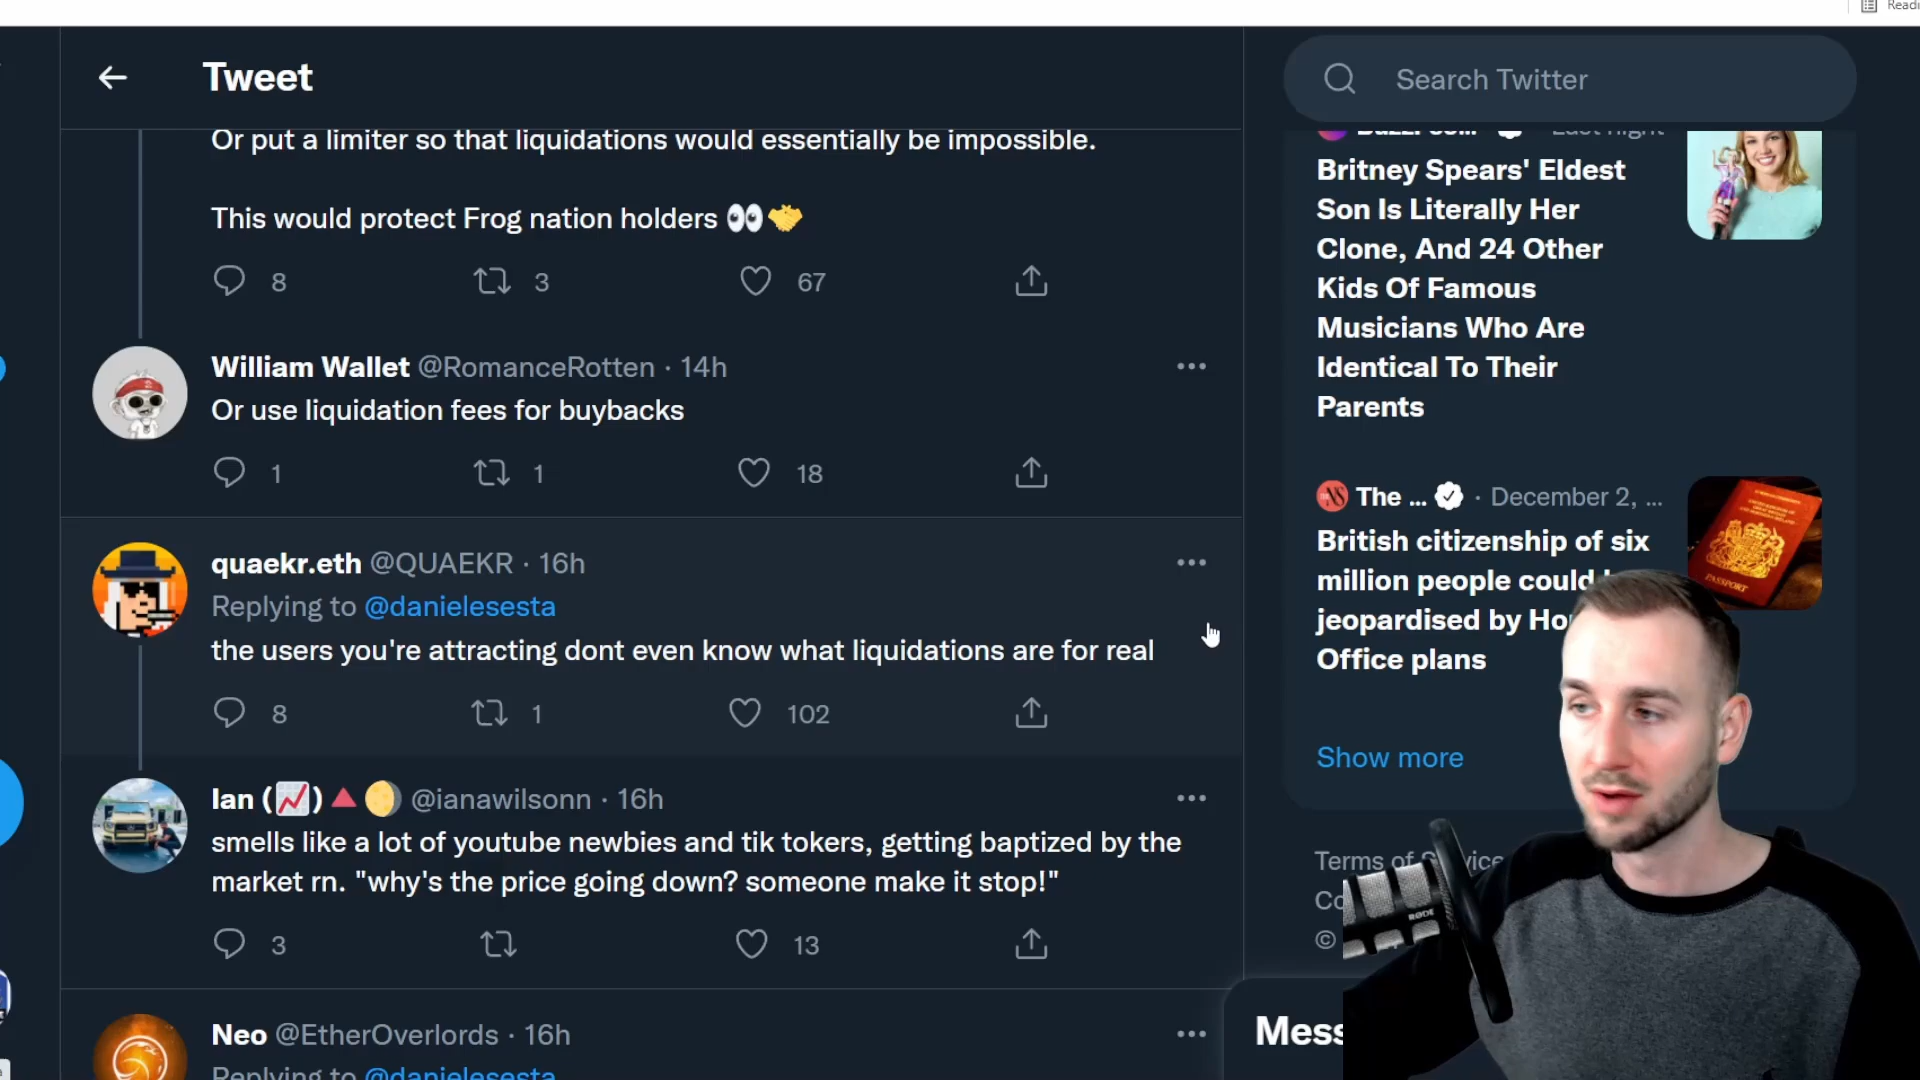 Readi
Tweet
Search Twitter
Or put a limiter so that liquidations would essentially be impossible.
This would protect Frog nation holders 👀🤝
8 3 67
William Wallet @RomanceRotten · 14h
Or use liquidation fees for buybacks
1 1 18
quaekr.eth @QUAEKR · 16h
Replying to @danielesesta
the users you're attracting dont even know what liquidations are for real
8 1 102
Ian (📈)🔺🌖 @ianawilsonn · 16h
smells like a lot of youtube newbies and tik tokers, getting baptized by the
market rn. "why's the price going down? someone make it stop!"
3 13
Neo @EtherOverlords · 16h
Replying to @danielesesta
Last night
Britney Spears' Eldest
Son Is Literally Her
Clone, And 24 Other
Kids Of Famous
Musicians Who Are
Identical To Their
Parents
The ... · December 2, ...
British citizenship of six
million people could
jeopardised by Ho
Office plans
PASSPORT
Show more
Terms of
Co
©
Mess
RØDE